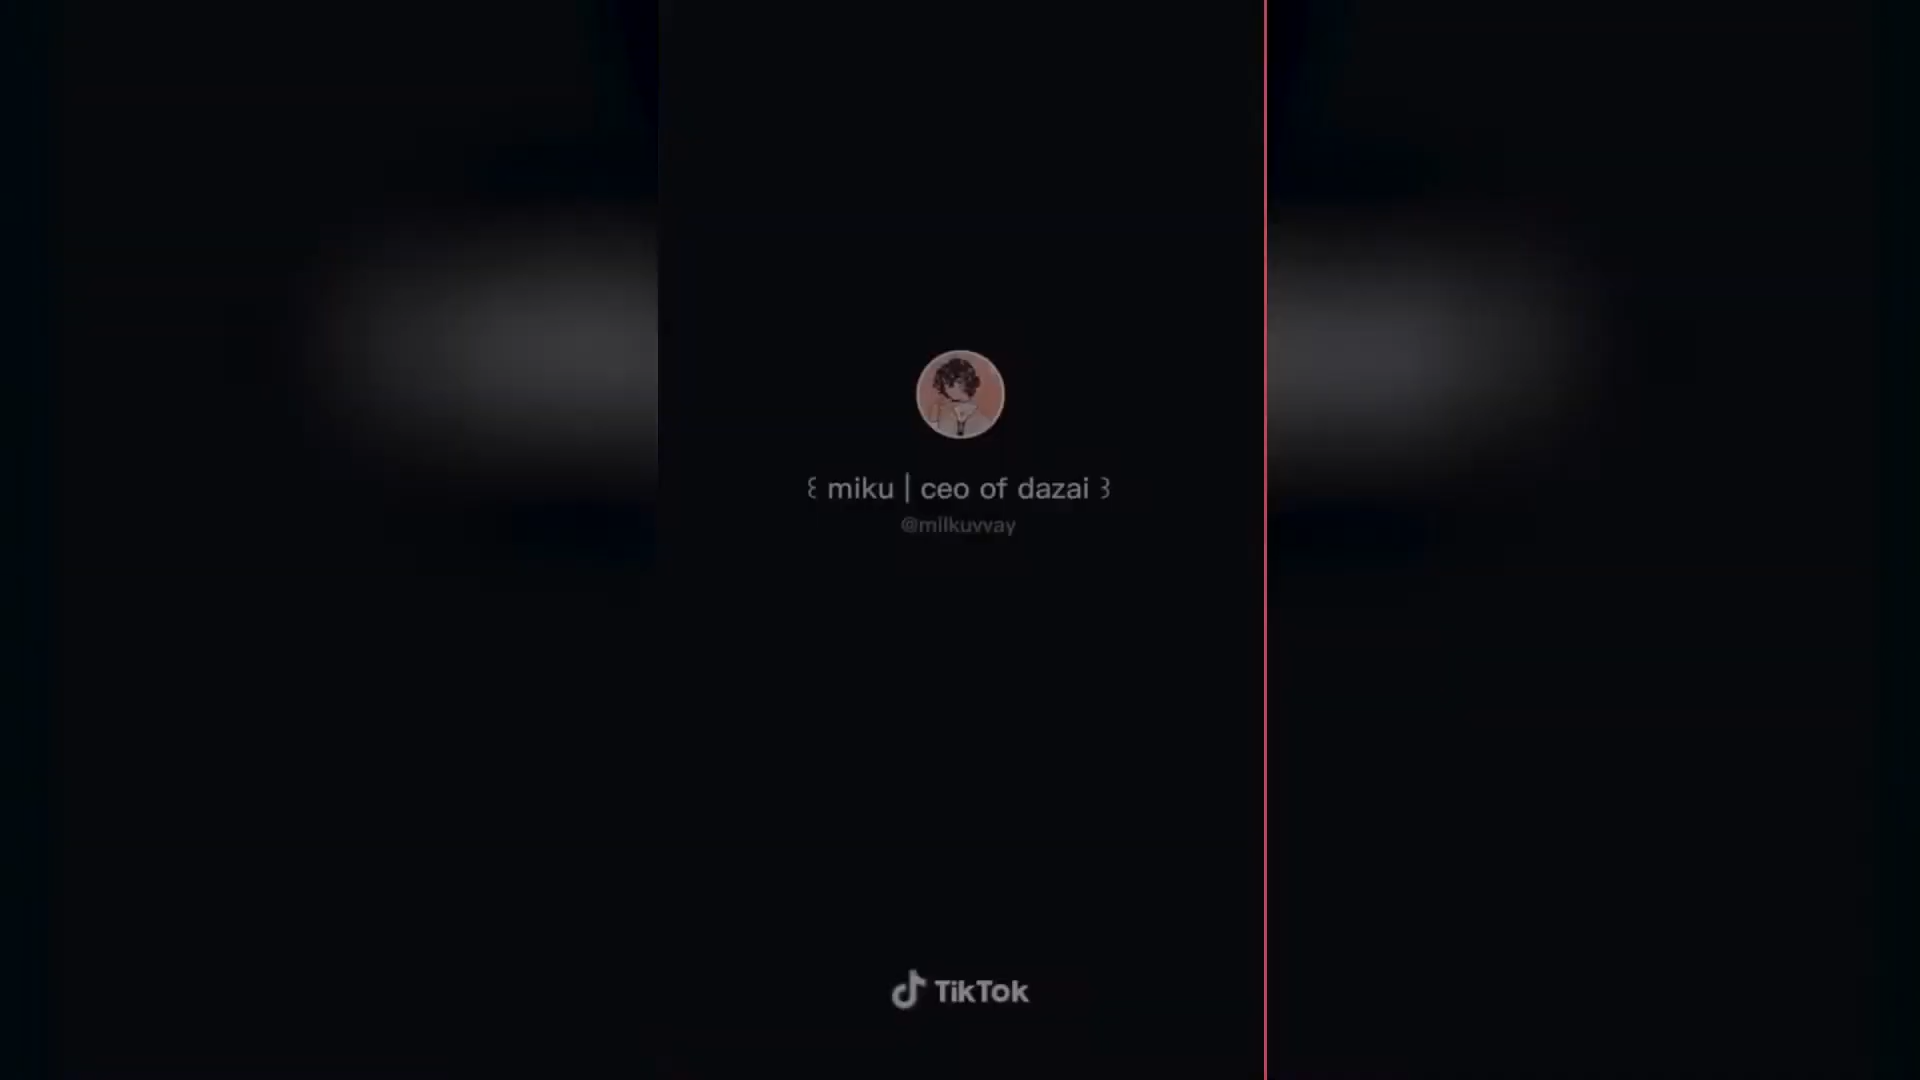 ꒰ miku | ceo of dazai ꒱
@milkuvvay
TikTok